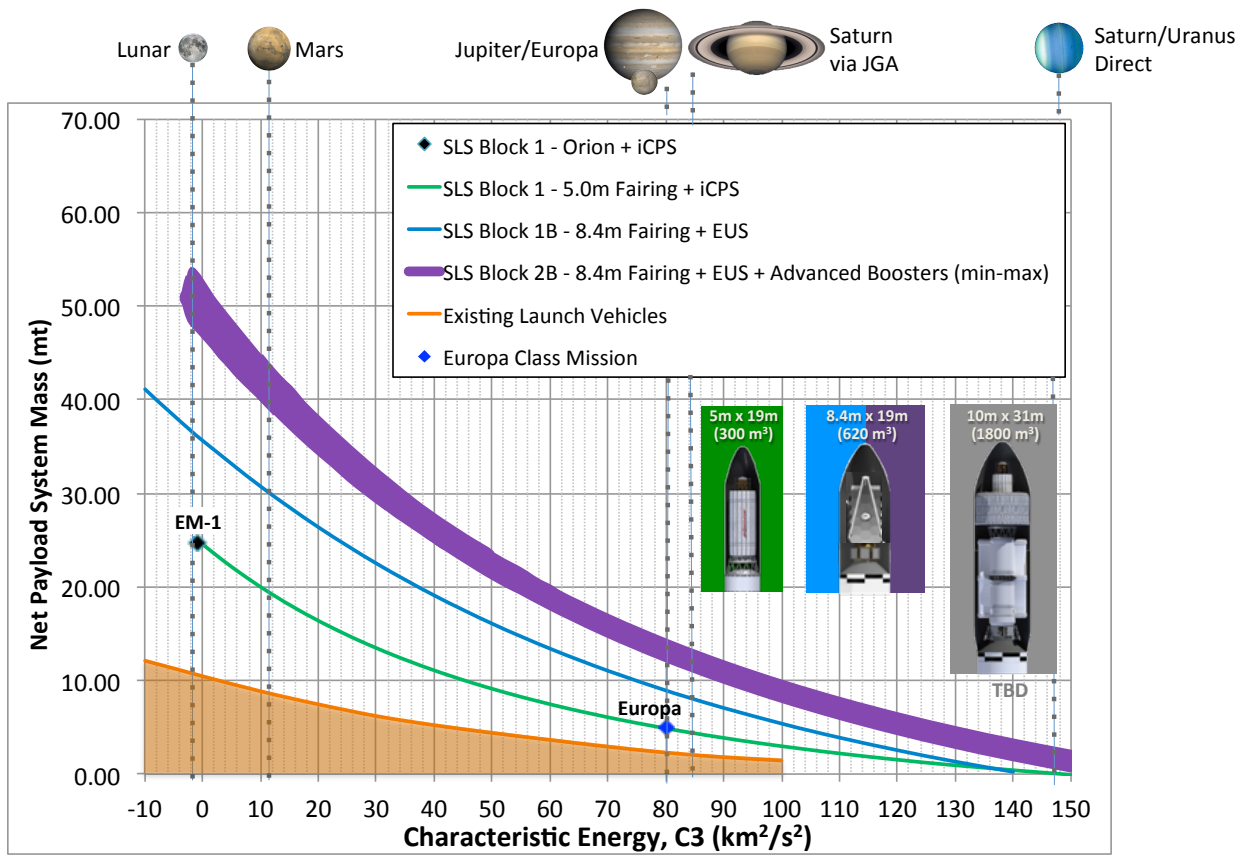 Lunar
Mars
Jupiter/Europa
Saturn
via JGA
Saturn/Uranus
Direct
70.00
60.00
50.00
40.00
30.00
20.00
10.00
0.00
Net Payload System Mass (mt)
SLS Block 1 - Orion + iCPS
SLS Block 1 - 5.0m Fairing + iCPS
SLS Block 1B - 8.4m Fairing + EUS
SLS Block 2B - 8.4m Fairing + EUS + Advanced Boosters (min-max)
Existing Launch Vehicles
Europa Class Mission
5m x 19m
(300 m³)
8.4m x 19m
(620 m³)
10m x 31m
(1800 m³)
TBD
EM-1
Europa
-10 0 10 20 30 40 50 60 70 80 90 100 110 120 130 140 150
Characteristic Energy, C3 (km²/s²)